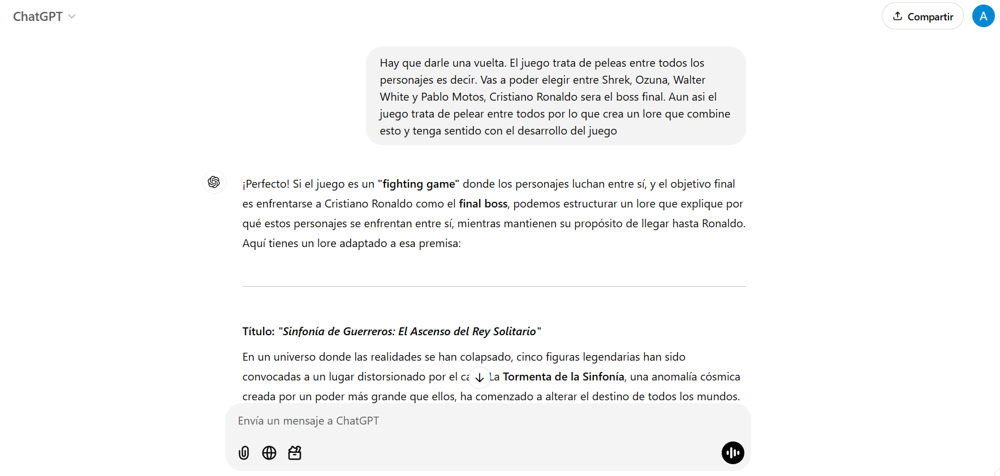 ChatGPT
Compartir
A
Hay que darle una vuelta. El juego trata de peleas entre todos los
personajes es decir. Vas a poder elegir entre Shrek, Ozuna, Walter
White y Pablo Motos, Cristiano Ronaldo sera el boss final. Aun asi el
juego trata de pelear entre todos por lo que crea un lore que combine
esto y tenga sentido con el desarrollo del juego
¡Perfecto! Si el juego es un "fighting game" donde los personajes luchan entre sí, y el objetivo final
es enfrentarse a Cristiano Ronaldo como el final boss, podemos estructurar un lore que explique por
qué estos personajes se enfrentan entre sí, mientras mantienen su propósito de llegar hasta Ronaldo.
Aquí tienes un lore adaptado a esa premisa:
Título: "Sinfonía de Guerreros: El Ascenso del Rey Solitario"
En un universo donde las realidades se han colapsado, cinco figuras legendarias han sido
convocadas a un lugar distorsionado por el La Tormenta de la Sinfonía, una anomalía cósmica
creada por un poder más grande que ellos, ha comenzado a alterar el destino de todos los mundos.
Envía un mensaje a ChatGPT